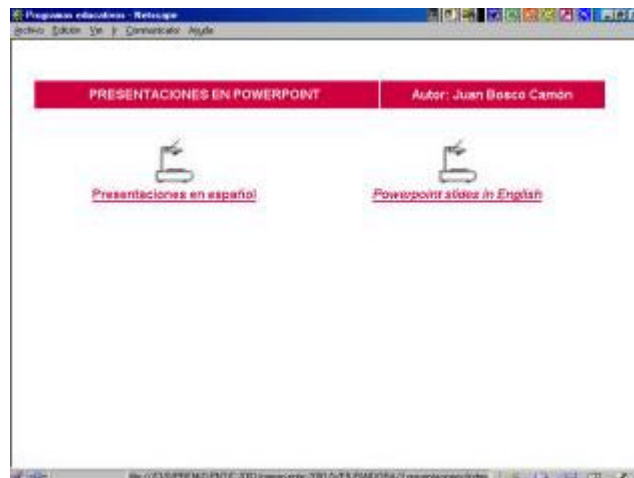 Programas educativos - Netscape
Archivo Edición Ver Ir Communicator Ayuda
PRESENTACIONES EN POWERPOINT
Autor: Juan Bosco Camón
Presentaciones en español
Powerpoint slides in English